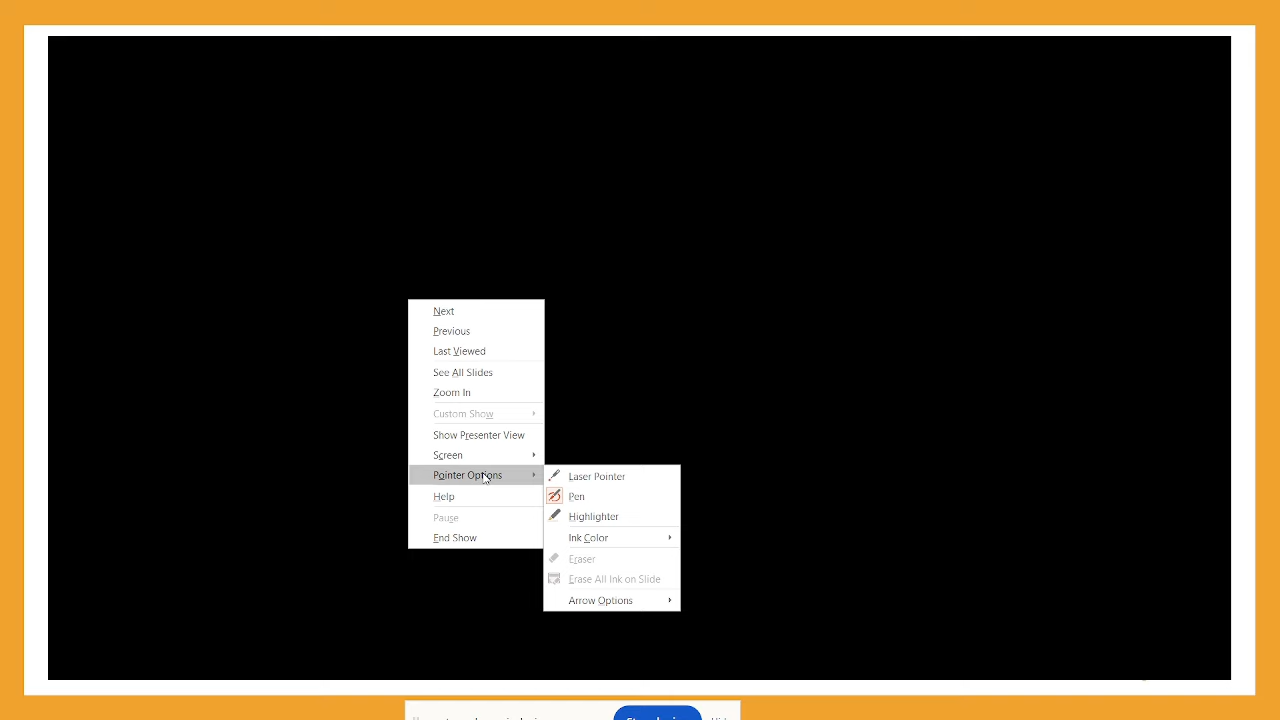 Next
Previous
Last Viewed
See All Slides
Zoom In
Custom Show
Show Presenter View
Screen
Pointer Options
Help
Pause
End Show
Laser Pointer
Pen
Highlighter
Ink Color
Eraser
Erase All Ink on Slide
Arrow Options